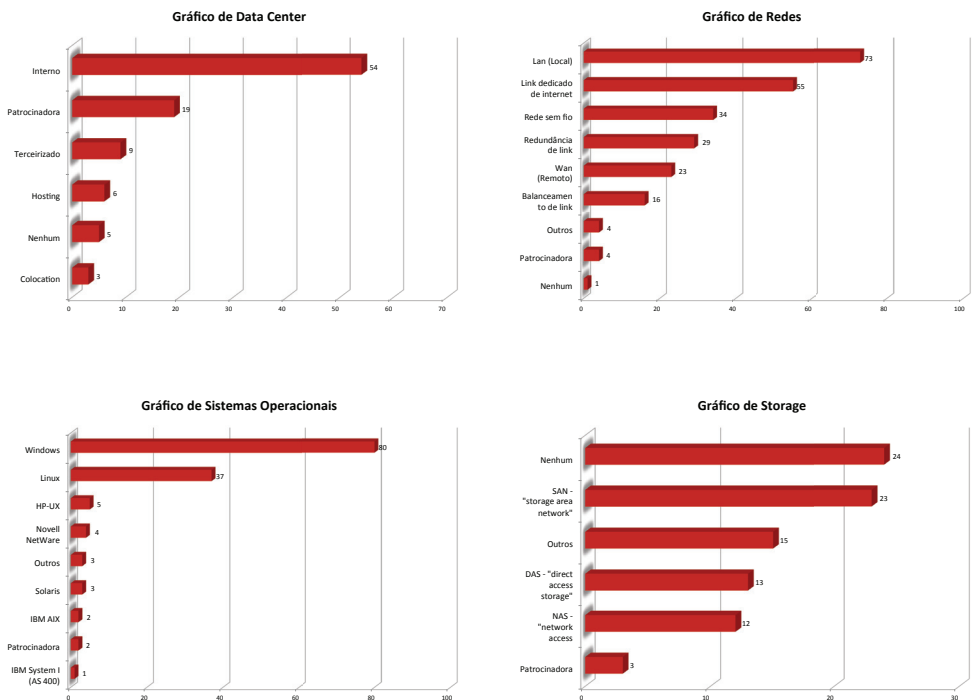 Gráfico de Data Center
Interno
54
Patrocinadora
19
Terceirizado
9
Hosting
6
Nenhum
5
Colocation
3
0 10 20 30 40 50 60 70
Gráfico de Redes
Lan (Local)
73
Link dedicado
de internet
55
Rede sem fio
34
Redundância
de link
29
Wan
(Remoto)
23
Balanceamen
to de link
16
Outros
4
Patrocinadora
4
Nenhum
1
0 20 40 60 80 100
Gráfico de Sistemas Operacionais
Windows
80
Linux
37
HP-UX
5
Novell
NetWare
4
Outros
3
Solaris
3
IBM AIX
2
Patrocinadora
2
IBM System I
(AS 400)
1
0 20 40 60 80 100
Gráfico de Storage
Nenhum
24
SAN -
"storage area
network"
23
Outros
15
DAS - "direct
access
storage"
13
NAS -
"network
access
12
Patrocinadora
3
0 10 20 30